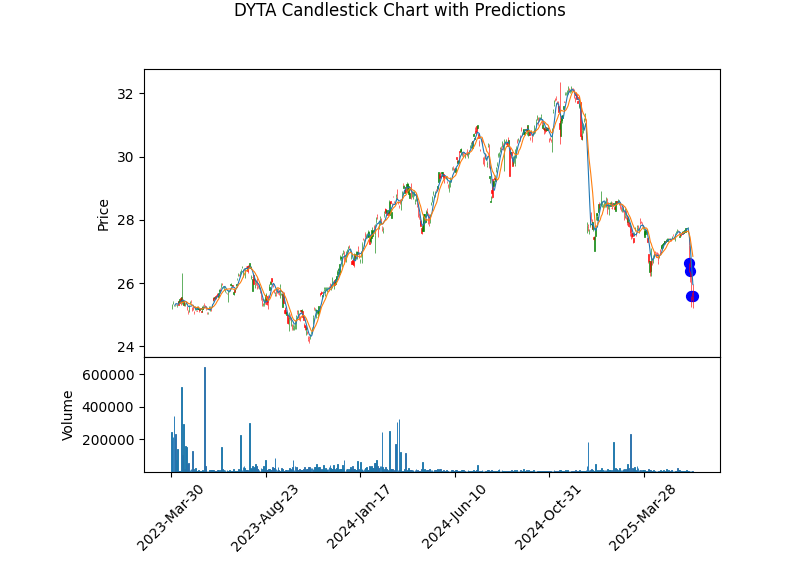 DYTA Candlestick Chart with Predictions
32
30
28
26
24
Price
600000
400000
200000
Volume
2023-Mar-30
2023-Aug-23
2024-Jan-17
2024-Jun-10
2024-Oct-31
2025-Mar-28